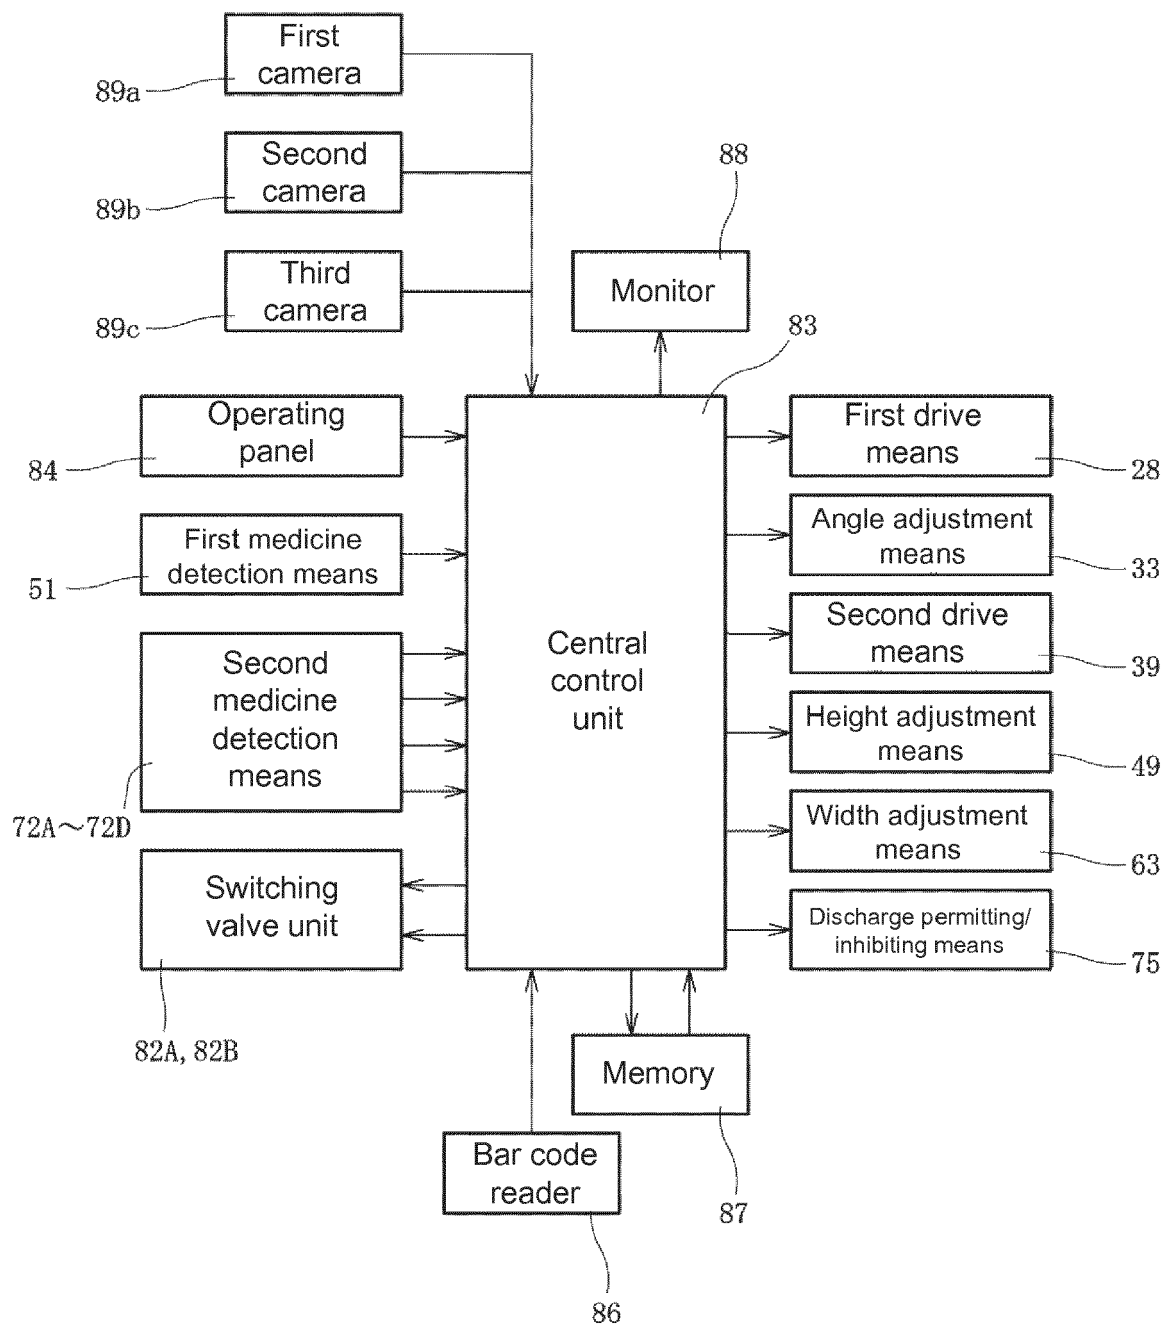 First
camera
89a
Second
camera
89b
88
Third
camera
89c
Monitor
83
Operating
panel
84
First drive
means
28
First medicine
detection means
51
Angle adjustment
means
33
Second
medicine
detection
means
72A～72D
Central
control
unit
Second drive
means
39
Height adjustment
means
49
Width adjustment
means
63
Switching
valve unit
82A, 82B
Discharge permitting/
inhibiting means
75
Memory
87
Bar code
reader
86